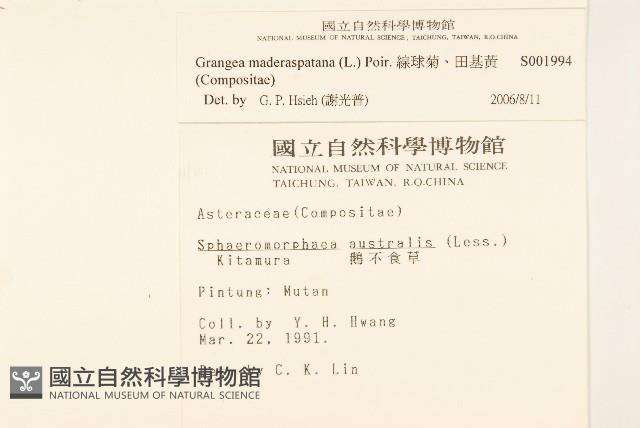 國立自然科學博物館
NATIONAL MUSEUM OF NATURAL SCIENCE, TAICHUNG, TAIWAN, R.O.CHINA
Grangea maderaspatana (L.) Poir. 線球菊、田基黃 S001994
(Compositae)
Det. by G. P. Hsieh (謝光普) 2006/8/11
國立自然科學博物館
NATIONAL MUSEUM OF NATURAL SCIENCE
TAICHUNG, TAIWAN, R.O.CHINA
Asteraceae(Compositae)
Sphaeromorphaea australis (Less.)
Kitamura 鵝不食草
Pintung: Mutan
Coll. by Y. H. Hwang
Mar. 22, 1991.
C. K. Lin
國立自然科學博物館
NATIONAL MUSEUM OF NATURAL SCIENCE